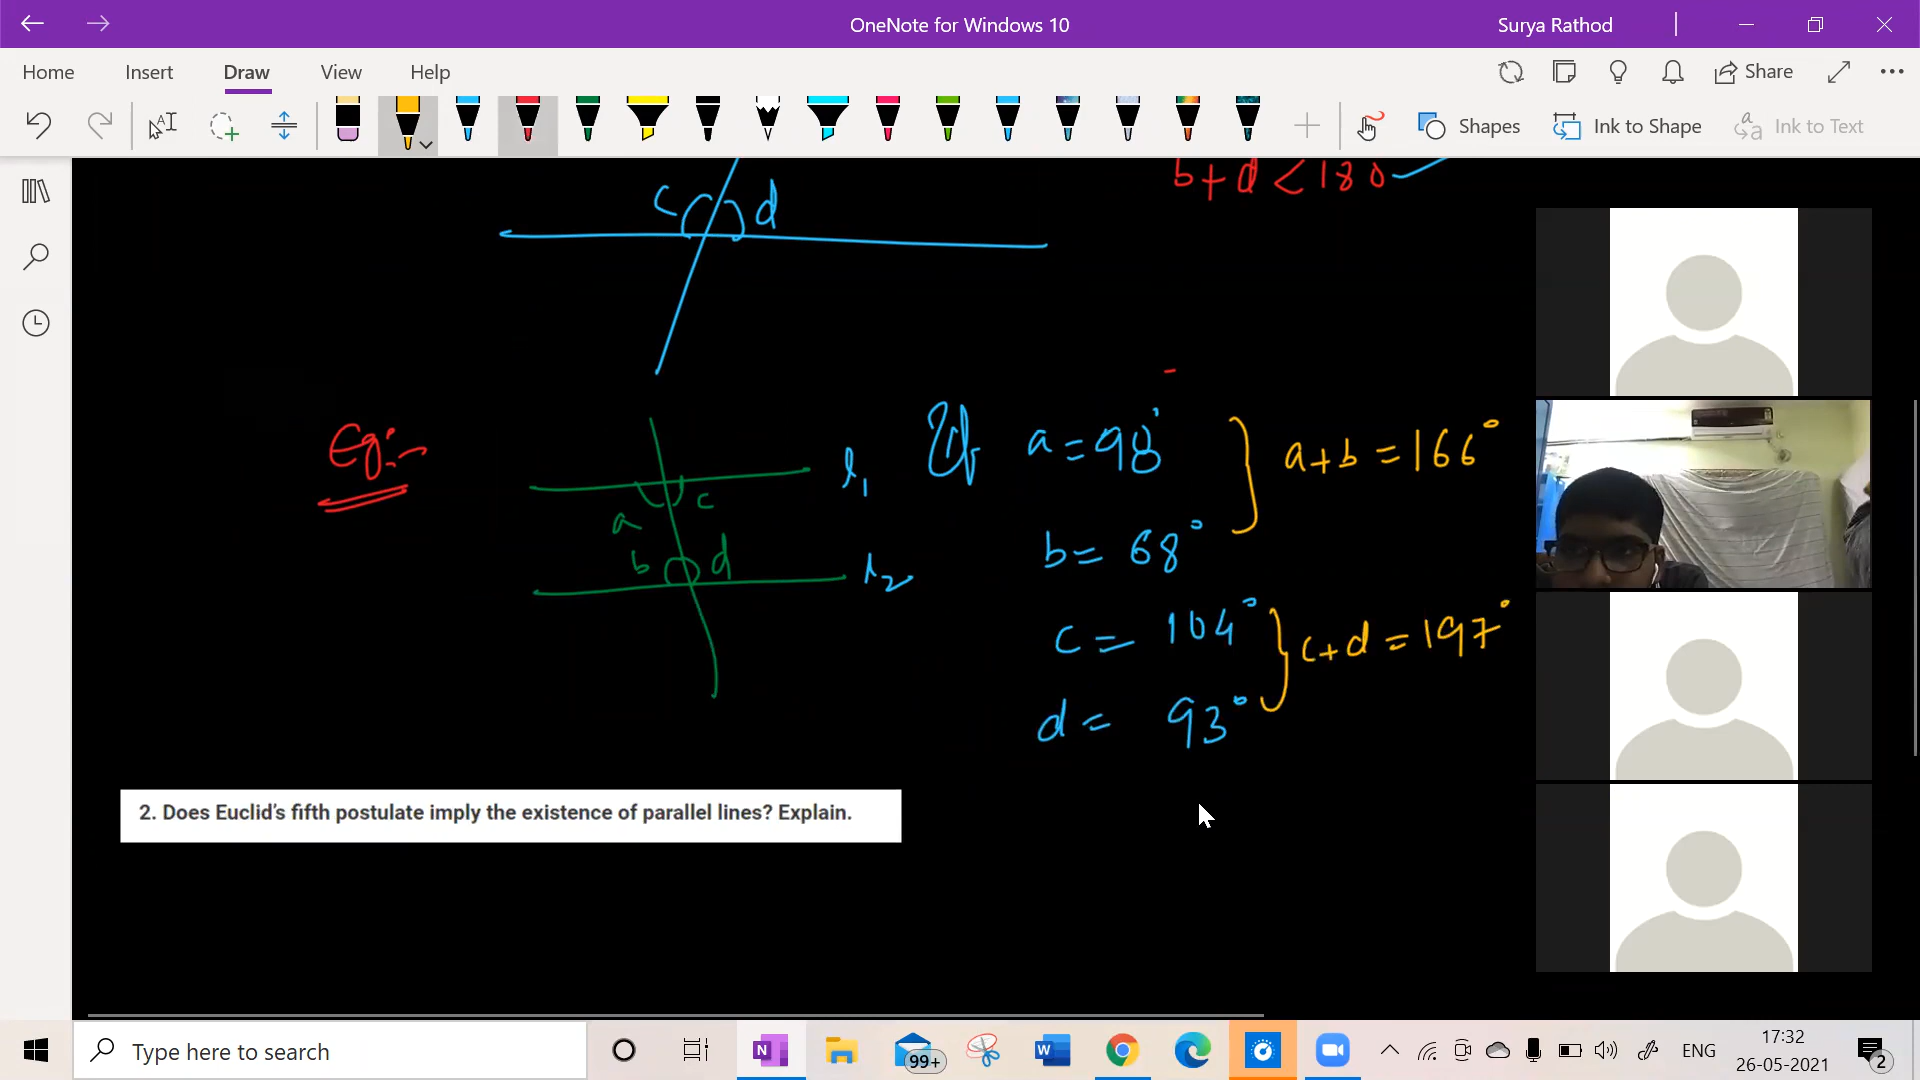 OneNote for Windows 10
Surya Rathod
Home Insert Draw View Help
Share
Shapes
Ink to Shape
Ink to Text
b+d<180
c d
Eg:-
l1
If a=98°
a+b=166°
a c
b d
l2
b=68°
c=104°
c+d=197°
d=93°
2. Does Euclid's fifth postulate imply the existence of parallel lines? Explain.
Type here to search
99+
ENG
17:32
26-05-2021
2